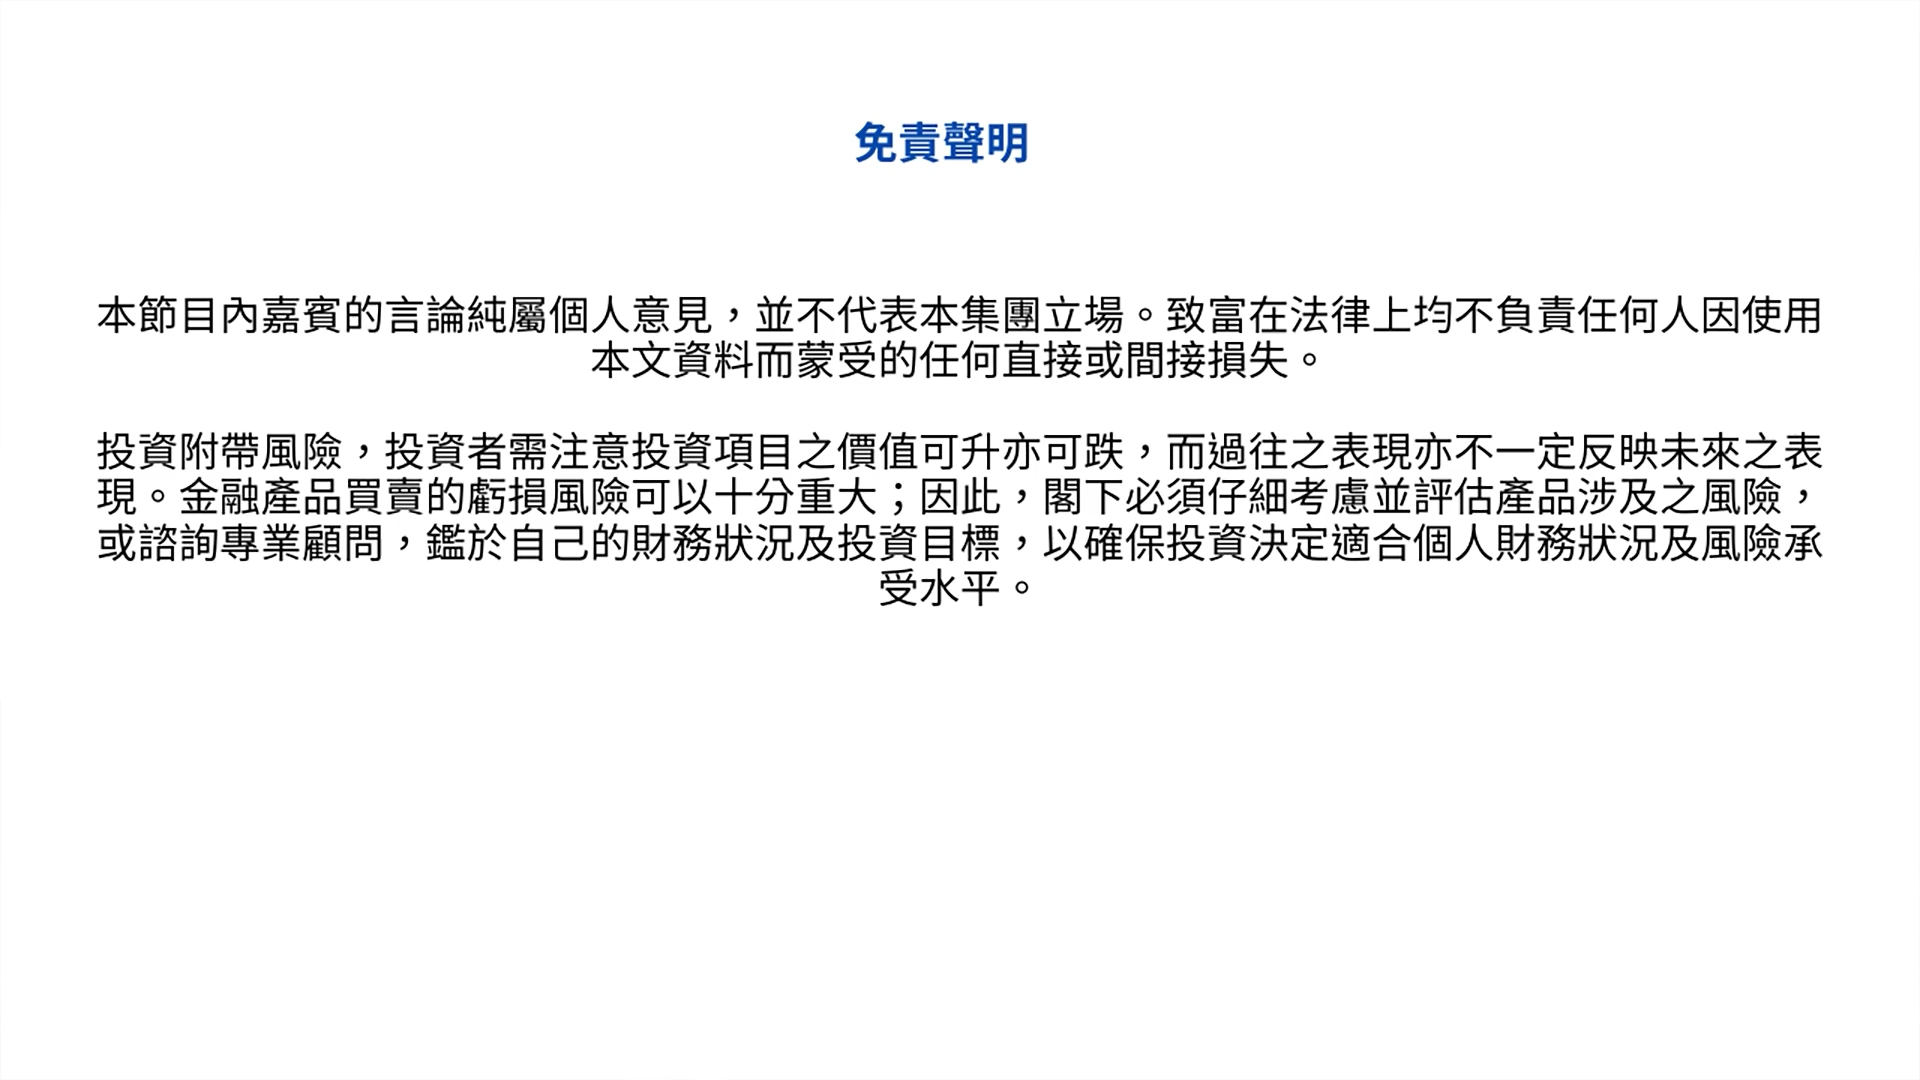 免責聲明
本節目內嘉賓的言論純屬個人意見，並不代表本集團立場。致富在法律上均不負責任何人因使用
本文資料而蒙受的任何直接或間接損失。
投資附帶風險，投資者需注意投資項目之價值可升亦可跌，而過往之表現亦不一定反映未來之表
現。金融產品買賣的虧損風險可以十分重大；因此，閣下必須仔細考慮並評估產品涉及之風險，
或諮詢專業顧問，鑑於自己的財務狀況及投資目標，以確保投資決定適合個人財務狀況及風險承
受水平。